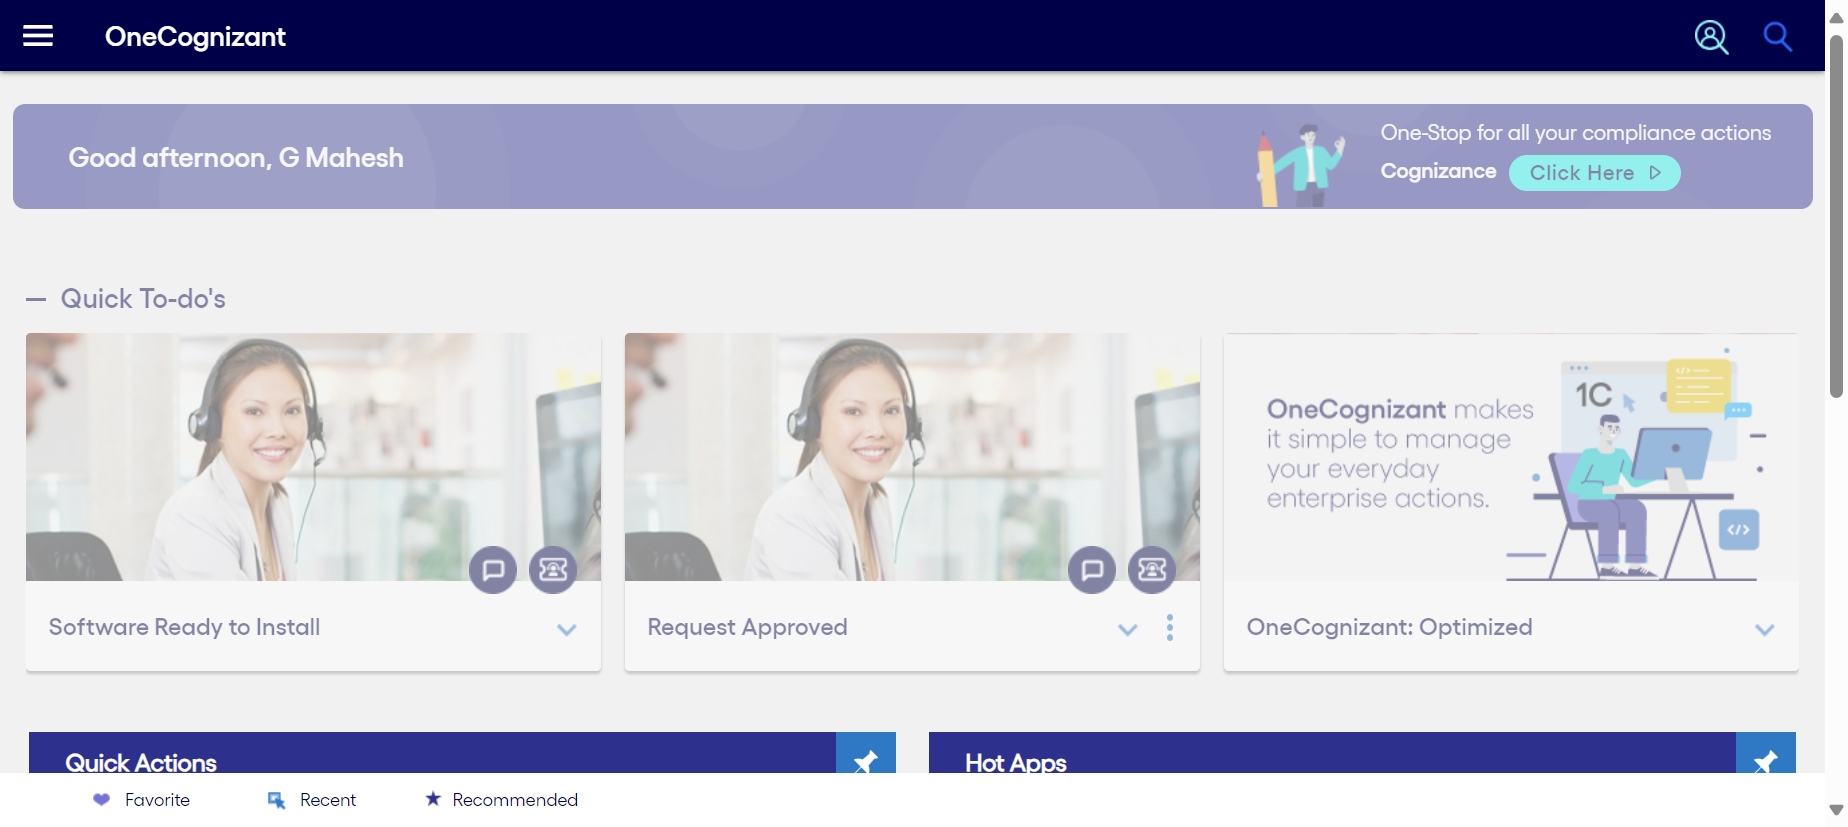 OneCognizant
Good afternoon, G Mahesh
One-Stop for all your compliance actions
Cognizance
Click Here
Quick To-do's
OneCognizant makes
it simple to manage
your everyday
enterprise actions.
1C
</>
</>
Software Ready to Install
Request Approved
OneCognizant: Optimized
Quick Actions
Hot Apps
Favorite
Recent
Recommended